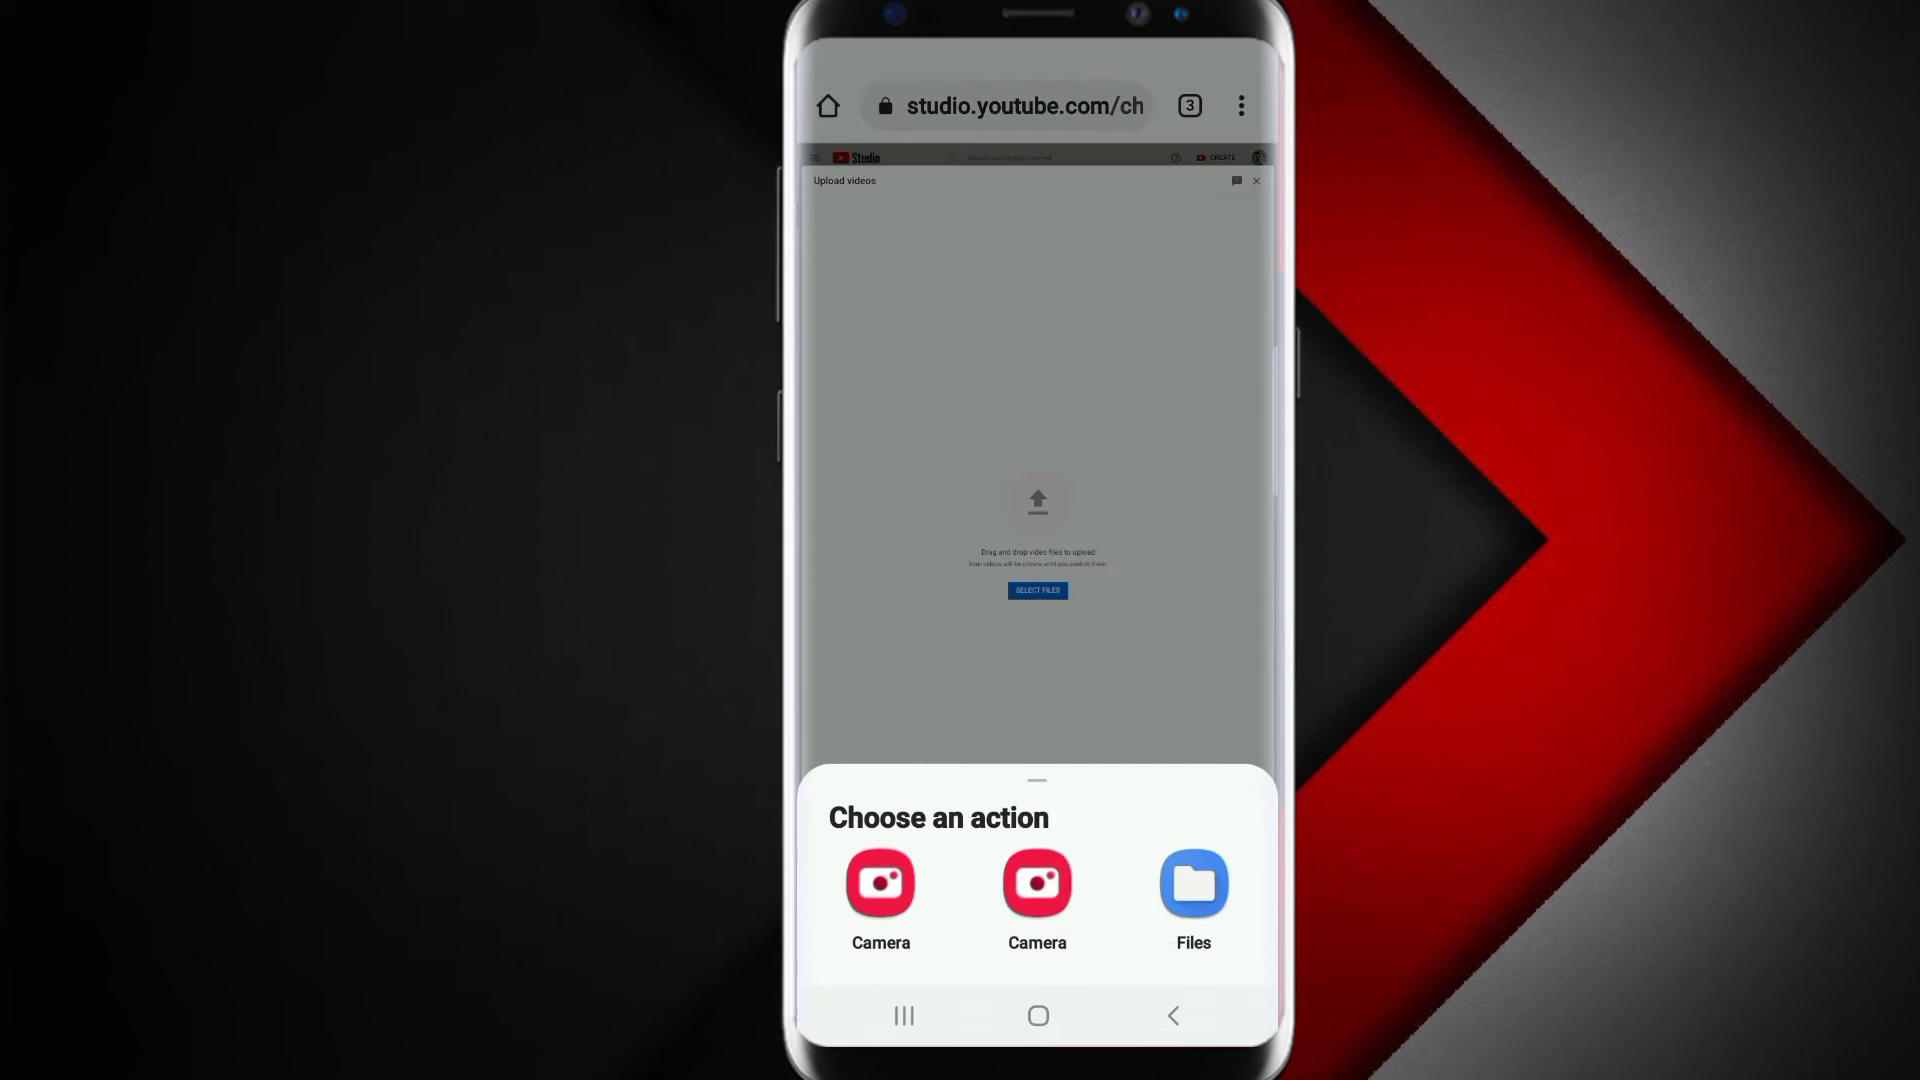 studio.youtube.com/ch
3
Studio
CREATE
Upload videos
Drag and drop video files to upload
Your videos will be private until you publish them.
SELECT FILES
Choose an action
Camera
Camera
Files